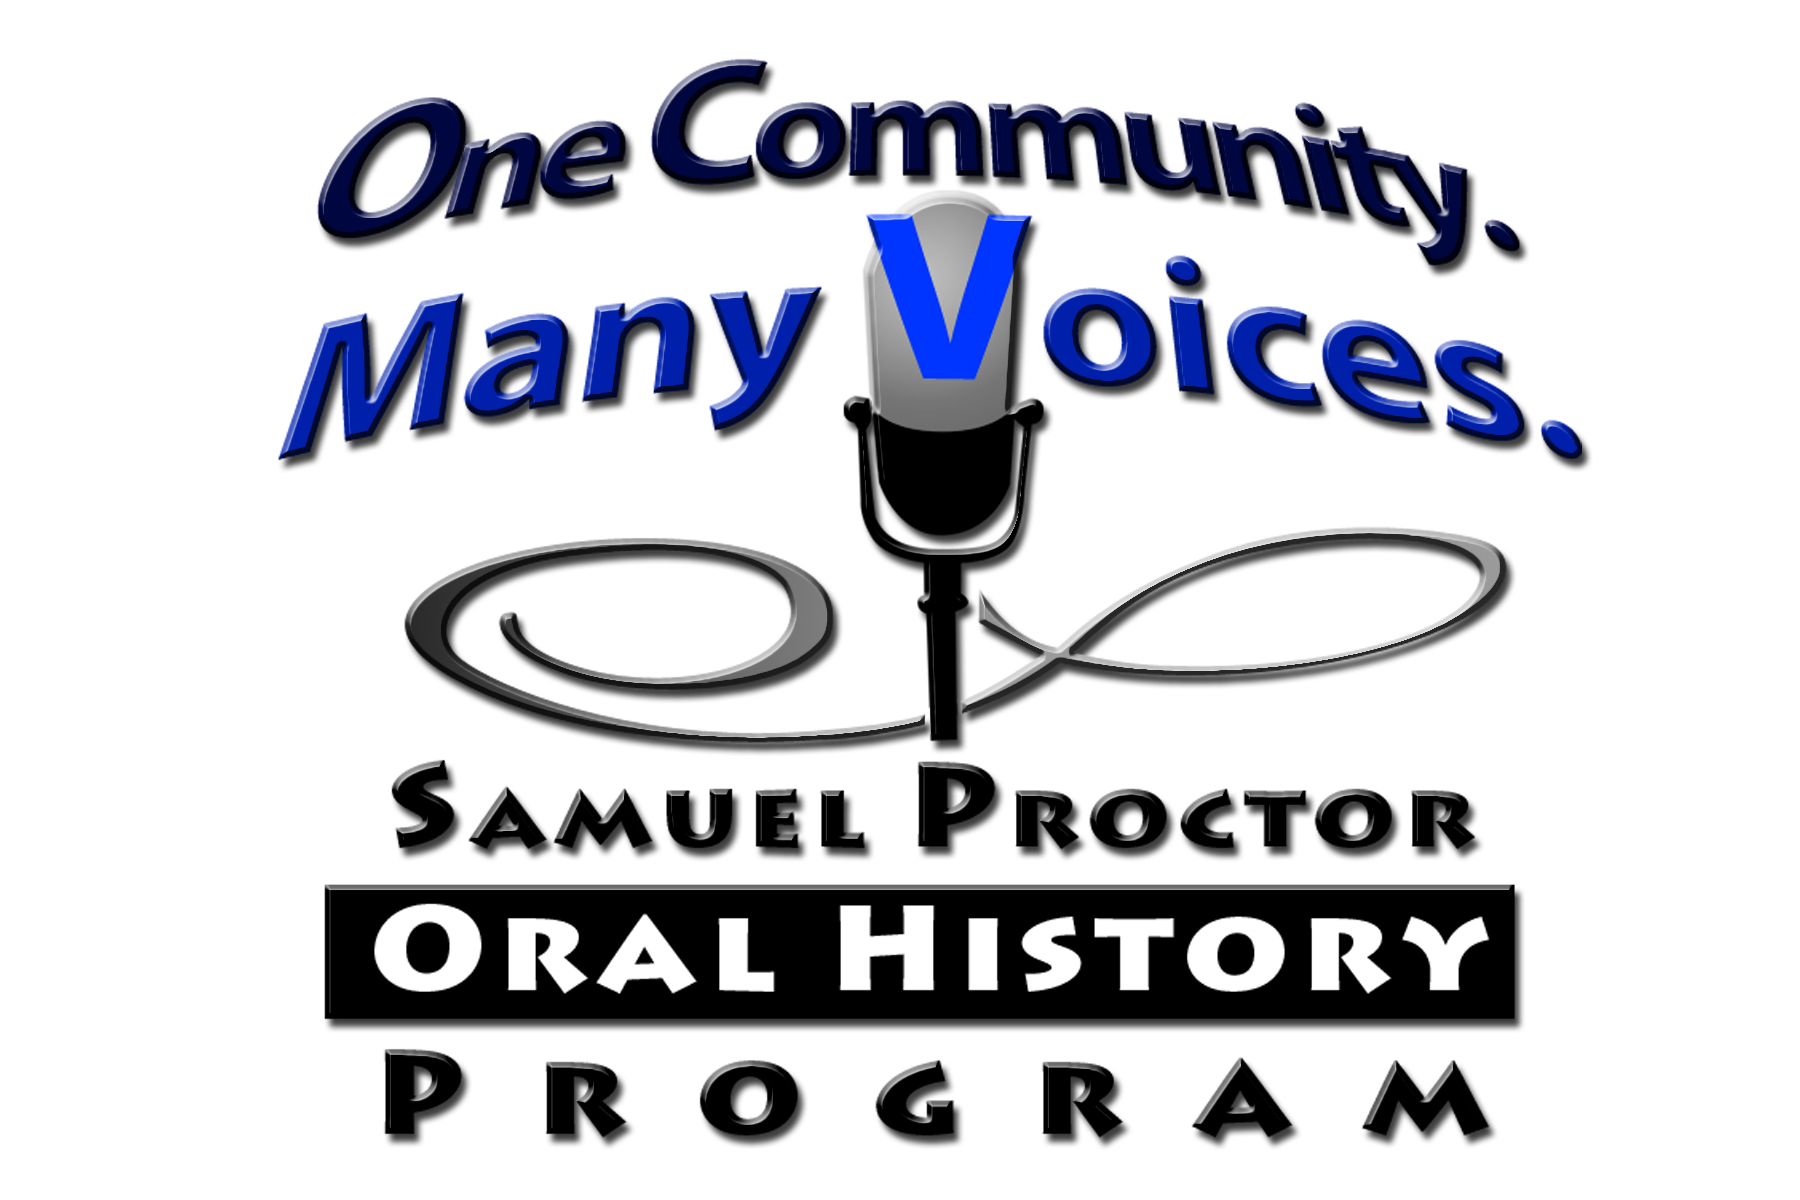 One Community.
Many Voices.
SAMUEL PROCTOR
ORAL HISTORY
PROGRAM